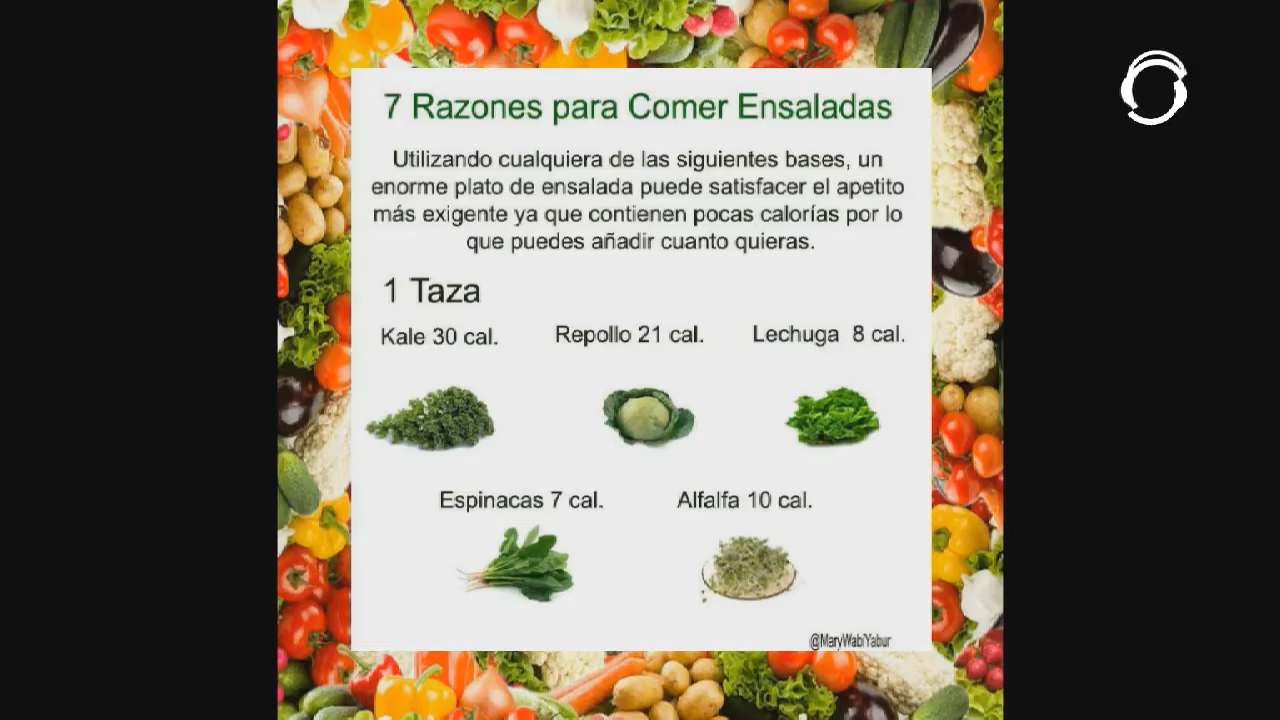 7 Razones para Comer Ensaladas
Utilizando cualquiera de las siguientes bases, un
enorme plato de ensalada puede satisfacer el apetito
más exigente ya que contienen pocas calorías por lo
que puedes añadir cuanto quieras.
1 Taza
Kale 30 cal.
Repollo 21 cal.
Lechuga 8 cal.
Espinacas 7 cal.
Alfalfa 10 cal.
@MaryWabiYabur